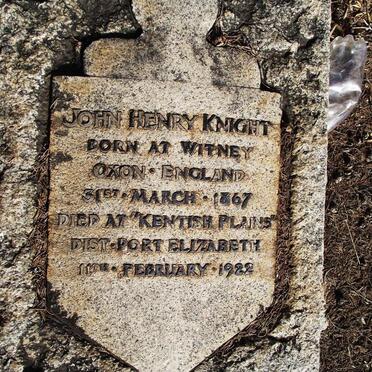 JOHN HENRY KNIGHT
BORN AT WITNEY
OXON · ENGLAND
31ST · MARCH · 1867
DIED AT "KENTISH PLAINS"
DIST · PORT ELIZABETH
11TH · FEBRUARY · 1922